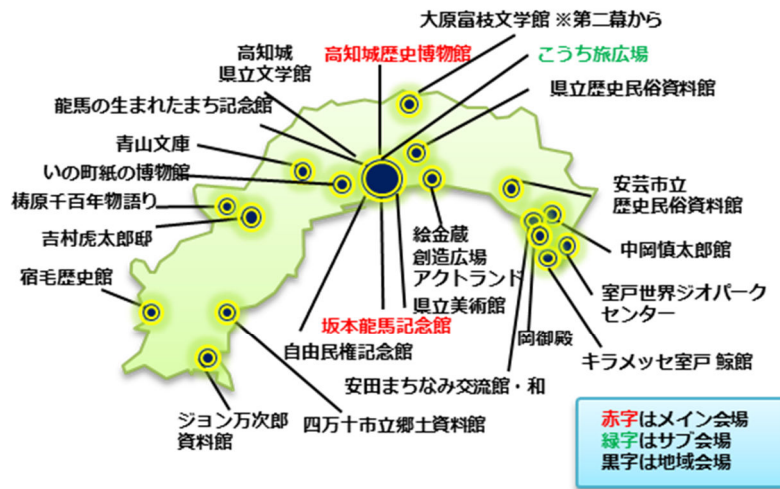 大原富枝文学館 ※第二幕から
高知城
県立文学館
高知城歴史博物館
こうち旅広場
龍馬の生まれたまち記念館
県立歴史民俗資料館
青山文庫
いの町紙の博物館
梼原千百年物語り
吉村虎太郎邸
安芸市立
歴史民俗資料館
絵金蔵
創造広場
アクトランド
中岡慎太郎館
宿毛歴史館
県立美術館
室戸世界ジオパーク
センター
坂本龍馬記念館
自由民権記念館
岡御殿
キラメッセ室戸 鯨館
安田まちなみ交流館・和
ジョン万次郎
資料館
四万十市立郷土資料館
赤字はメイン会場
緑字はサブ会場
黒字は地域会場